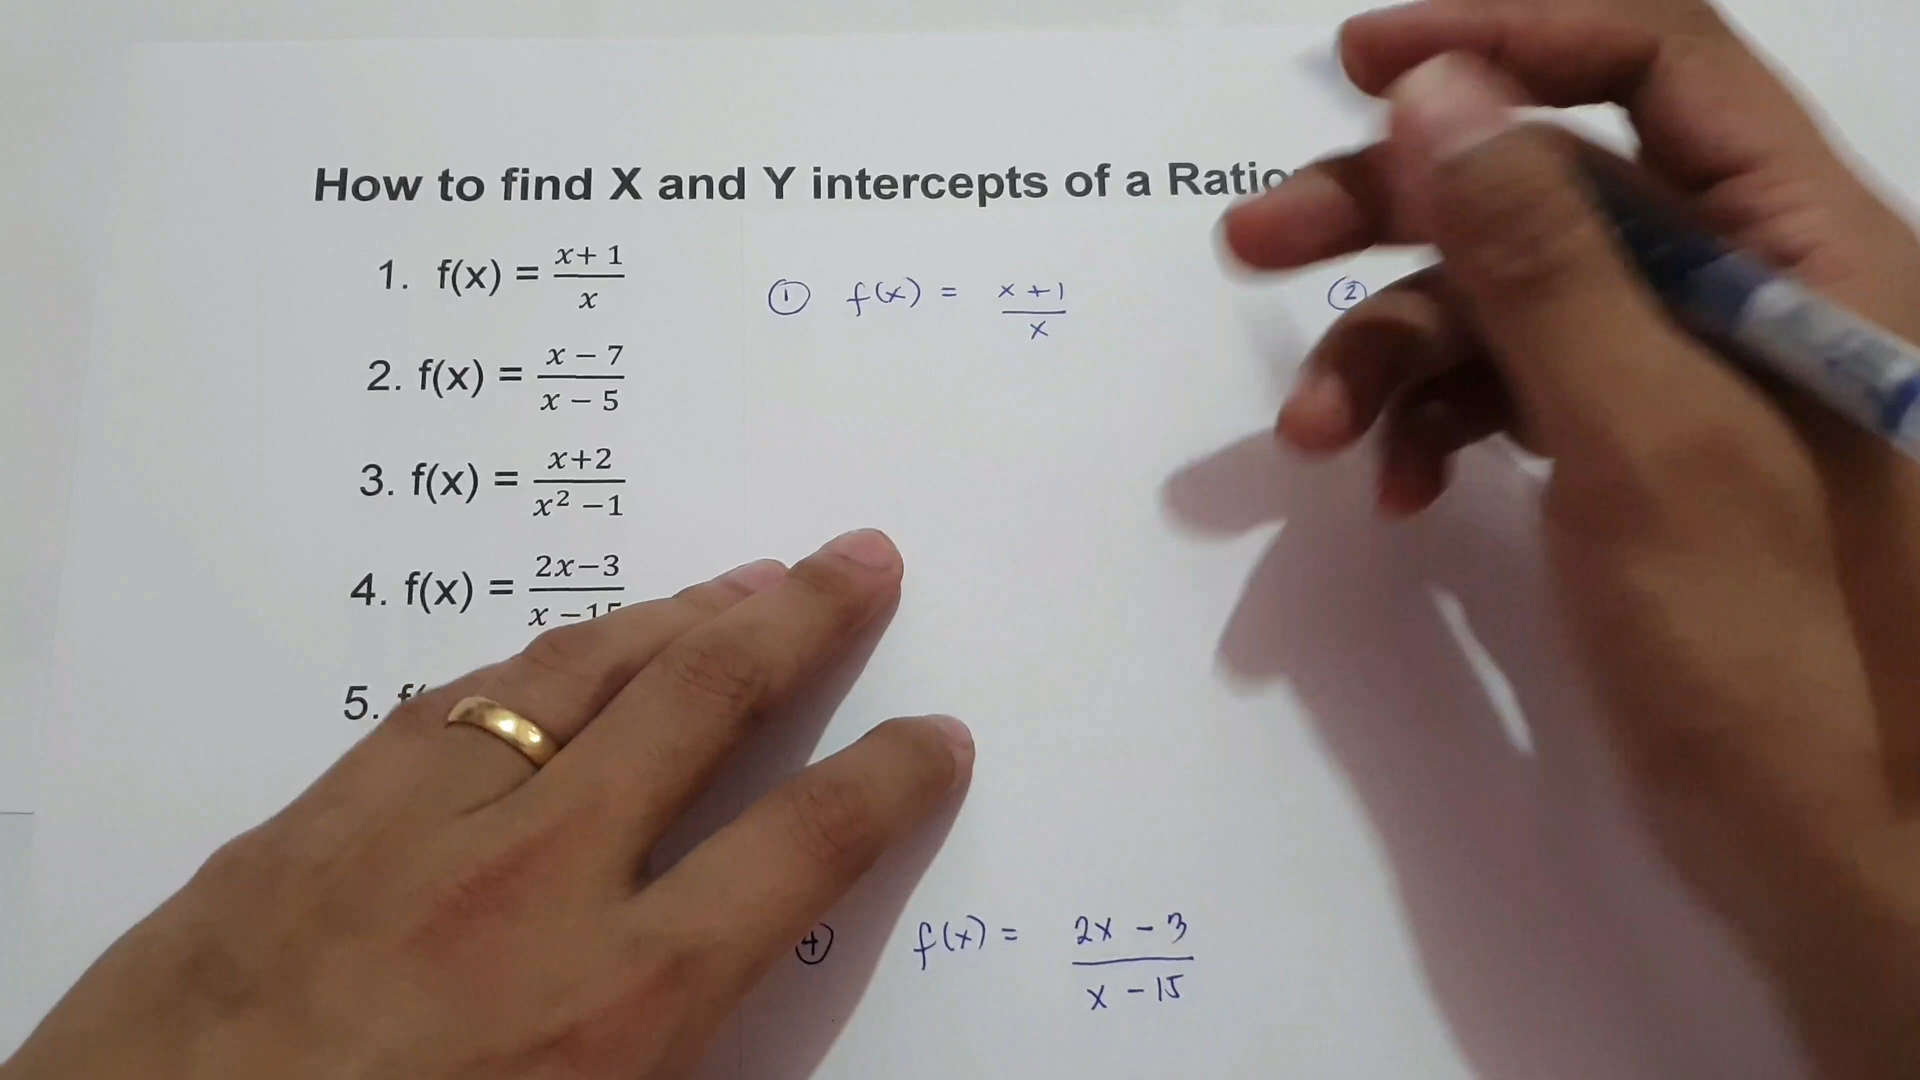 How to find X and Y intercepts of a
1. f(x) = x+ 1 / x
2. f(x) = x − 7 / x − 5
3. f(x) = x+2 / x² −1
4. f(x) = 2x−3 / x −15
5.
① f(x) = x + 1 / x
②
④ f(x) = 2x - 3 / x - 15